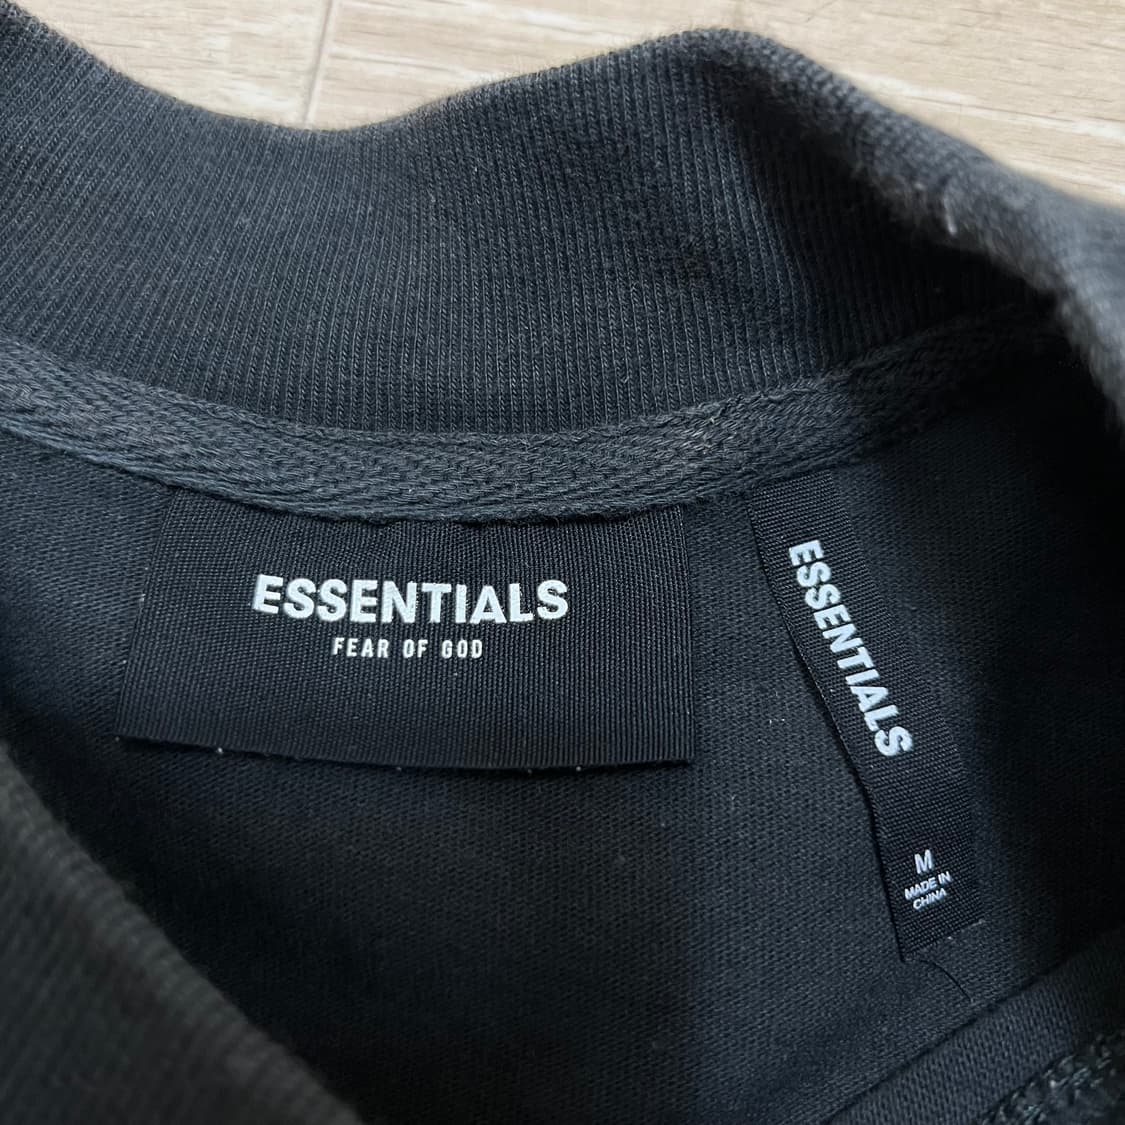 ESSENTIALS
FEAR OF GOD
ESSENTIALS
M
MADE IN
CHINA